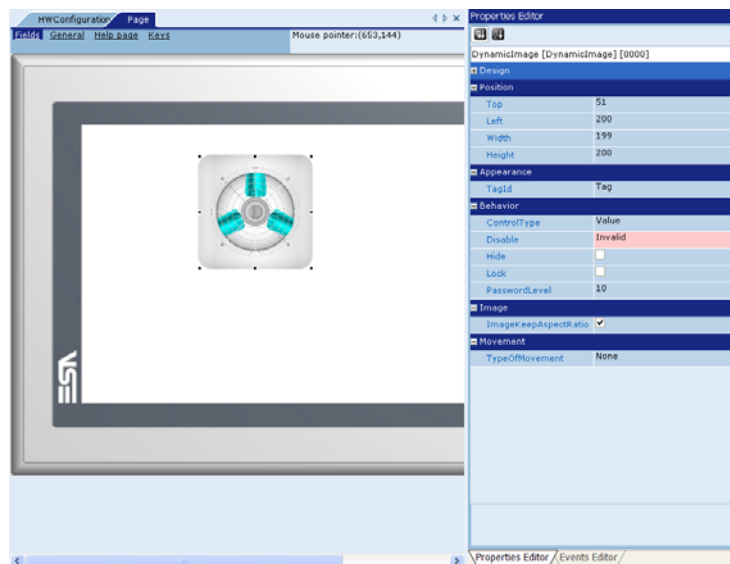 HWConfiguration Page
Fields General Help page Keys Mouse pointer:(653,144)
VSA
Properties Editor
DynamicImage [DynamicImage] [0000]
Design
Position
Top 51
Left 200
Width 199
Height 200
Appearance
TagId Tag
Behavior
ControlType Value
Disable Invalid
Hide
Lock
PasswordLevel 10
Image
ImageKeepAspectRatio
Movement
TypeOfMovement None
Properties Editor Events Editor